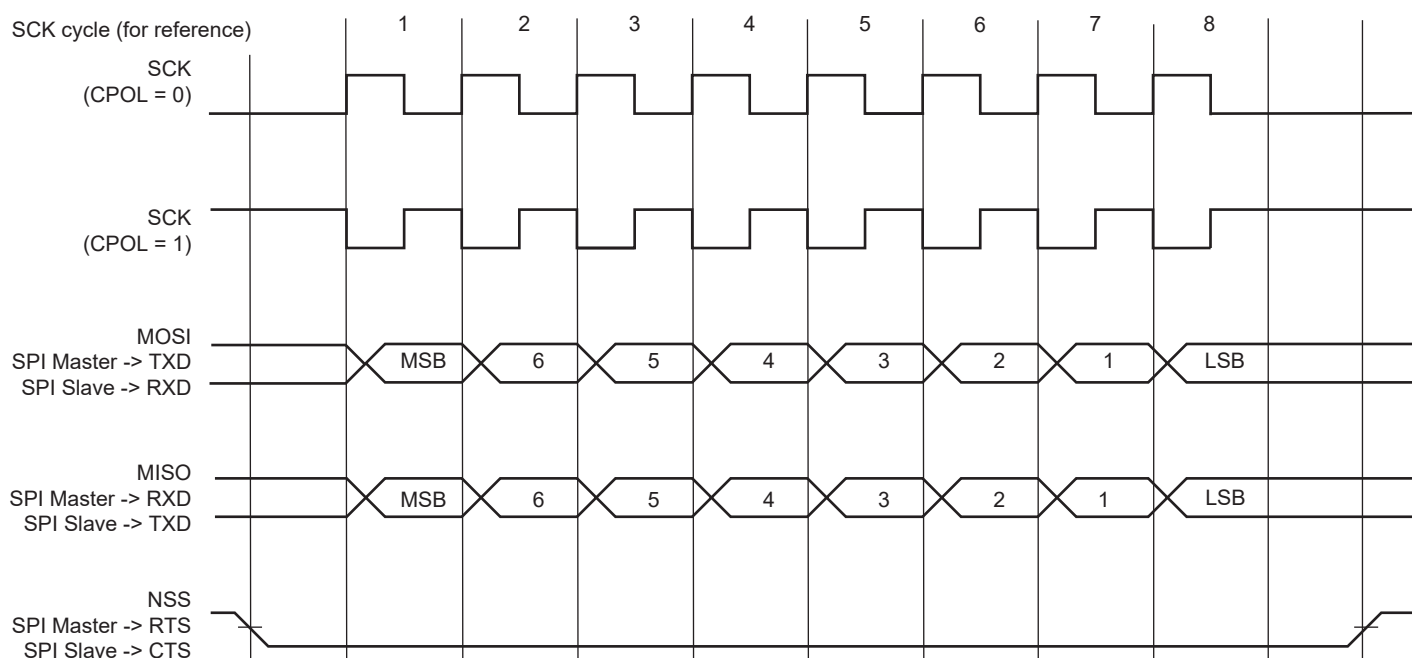 SCK cycle (for reference) 1 2 3 4 5 6 7 8
SCK
(CPOL = 0)
SCK
(CPOL = 1)
MOSI
SPI Master -> TXD
SPI Slave -> RXD
MSB 6 5 4 3 2 1 LSB
MISO
SPI Master -> RXD
SPI Slave -> TXD
MSB 6 5 4 3 2 1 LSB
NSS
SPI Master -> RTS
SPI Slave -> CTS